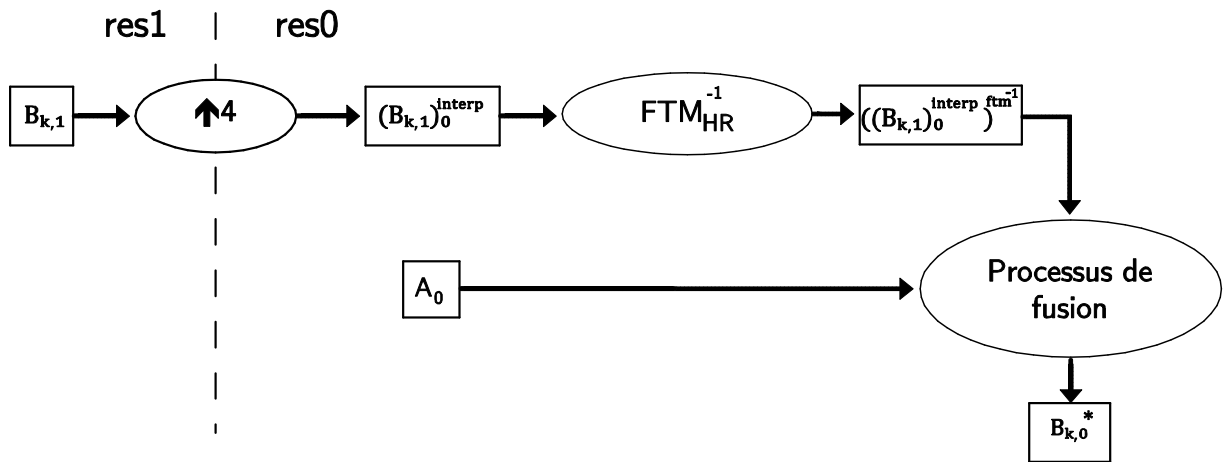 res1 res0
B_{k,1} ↑4 (B_{k,1})_0^{interp} FTM_{HR}^{-1} ((B_{k,1})_0^{interp})^{ftm^{-1}}
A_0
Processus de
fusion
B_{k,0}^*